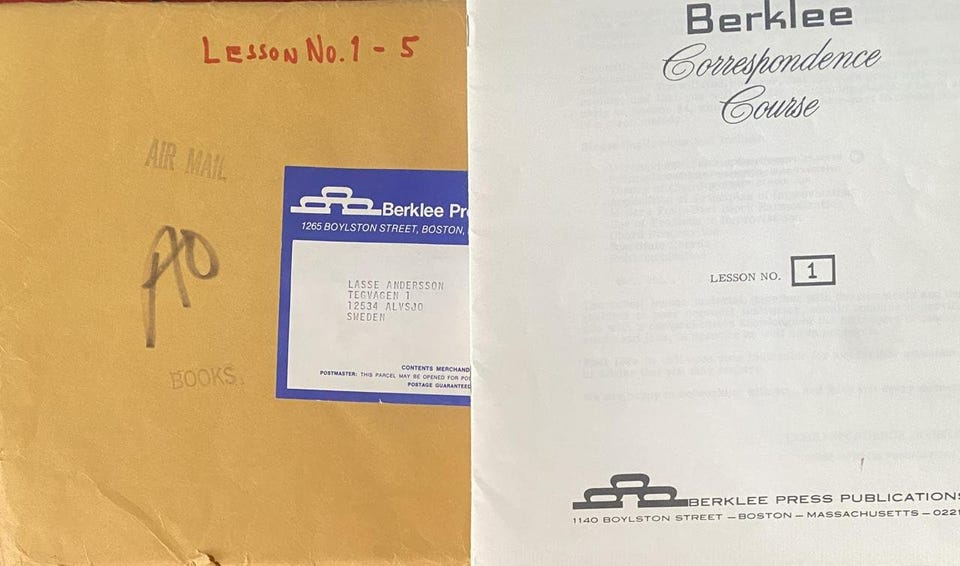 LESSON NO. 1 - 5
AIR MAIL
BOOKS.
Berklee Pr
1265 BOYLSTON STREET, BOSTON,
LASSE ANDERSSON
TEGVAGEN 1
12534 ALVSJO
SWEDEN
CONTENTS MERCHAND
POSTMASTER: THIS PARCEL MAY BE OPENED FOR POS
POSTAGE GUARANTEED
Berklee
Correspondence
Course
LESSON NO. 1
BERKLEE PRESS PUBLICATIONS
1140 BOYLSTON STREET — BOSTON — MASSACHUSETTS — 0221